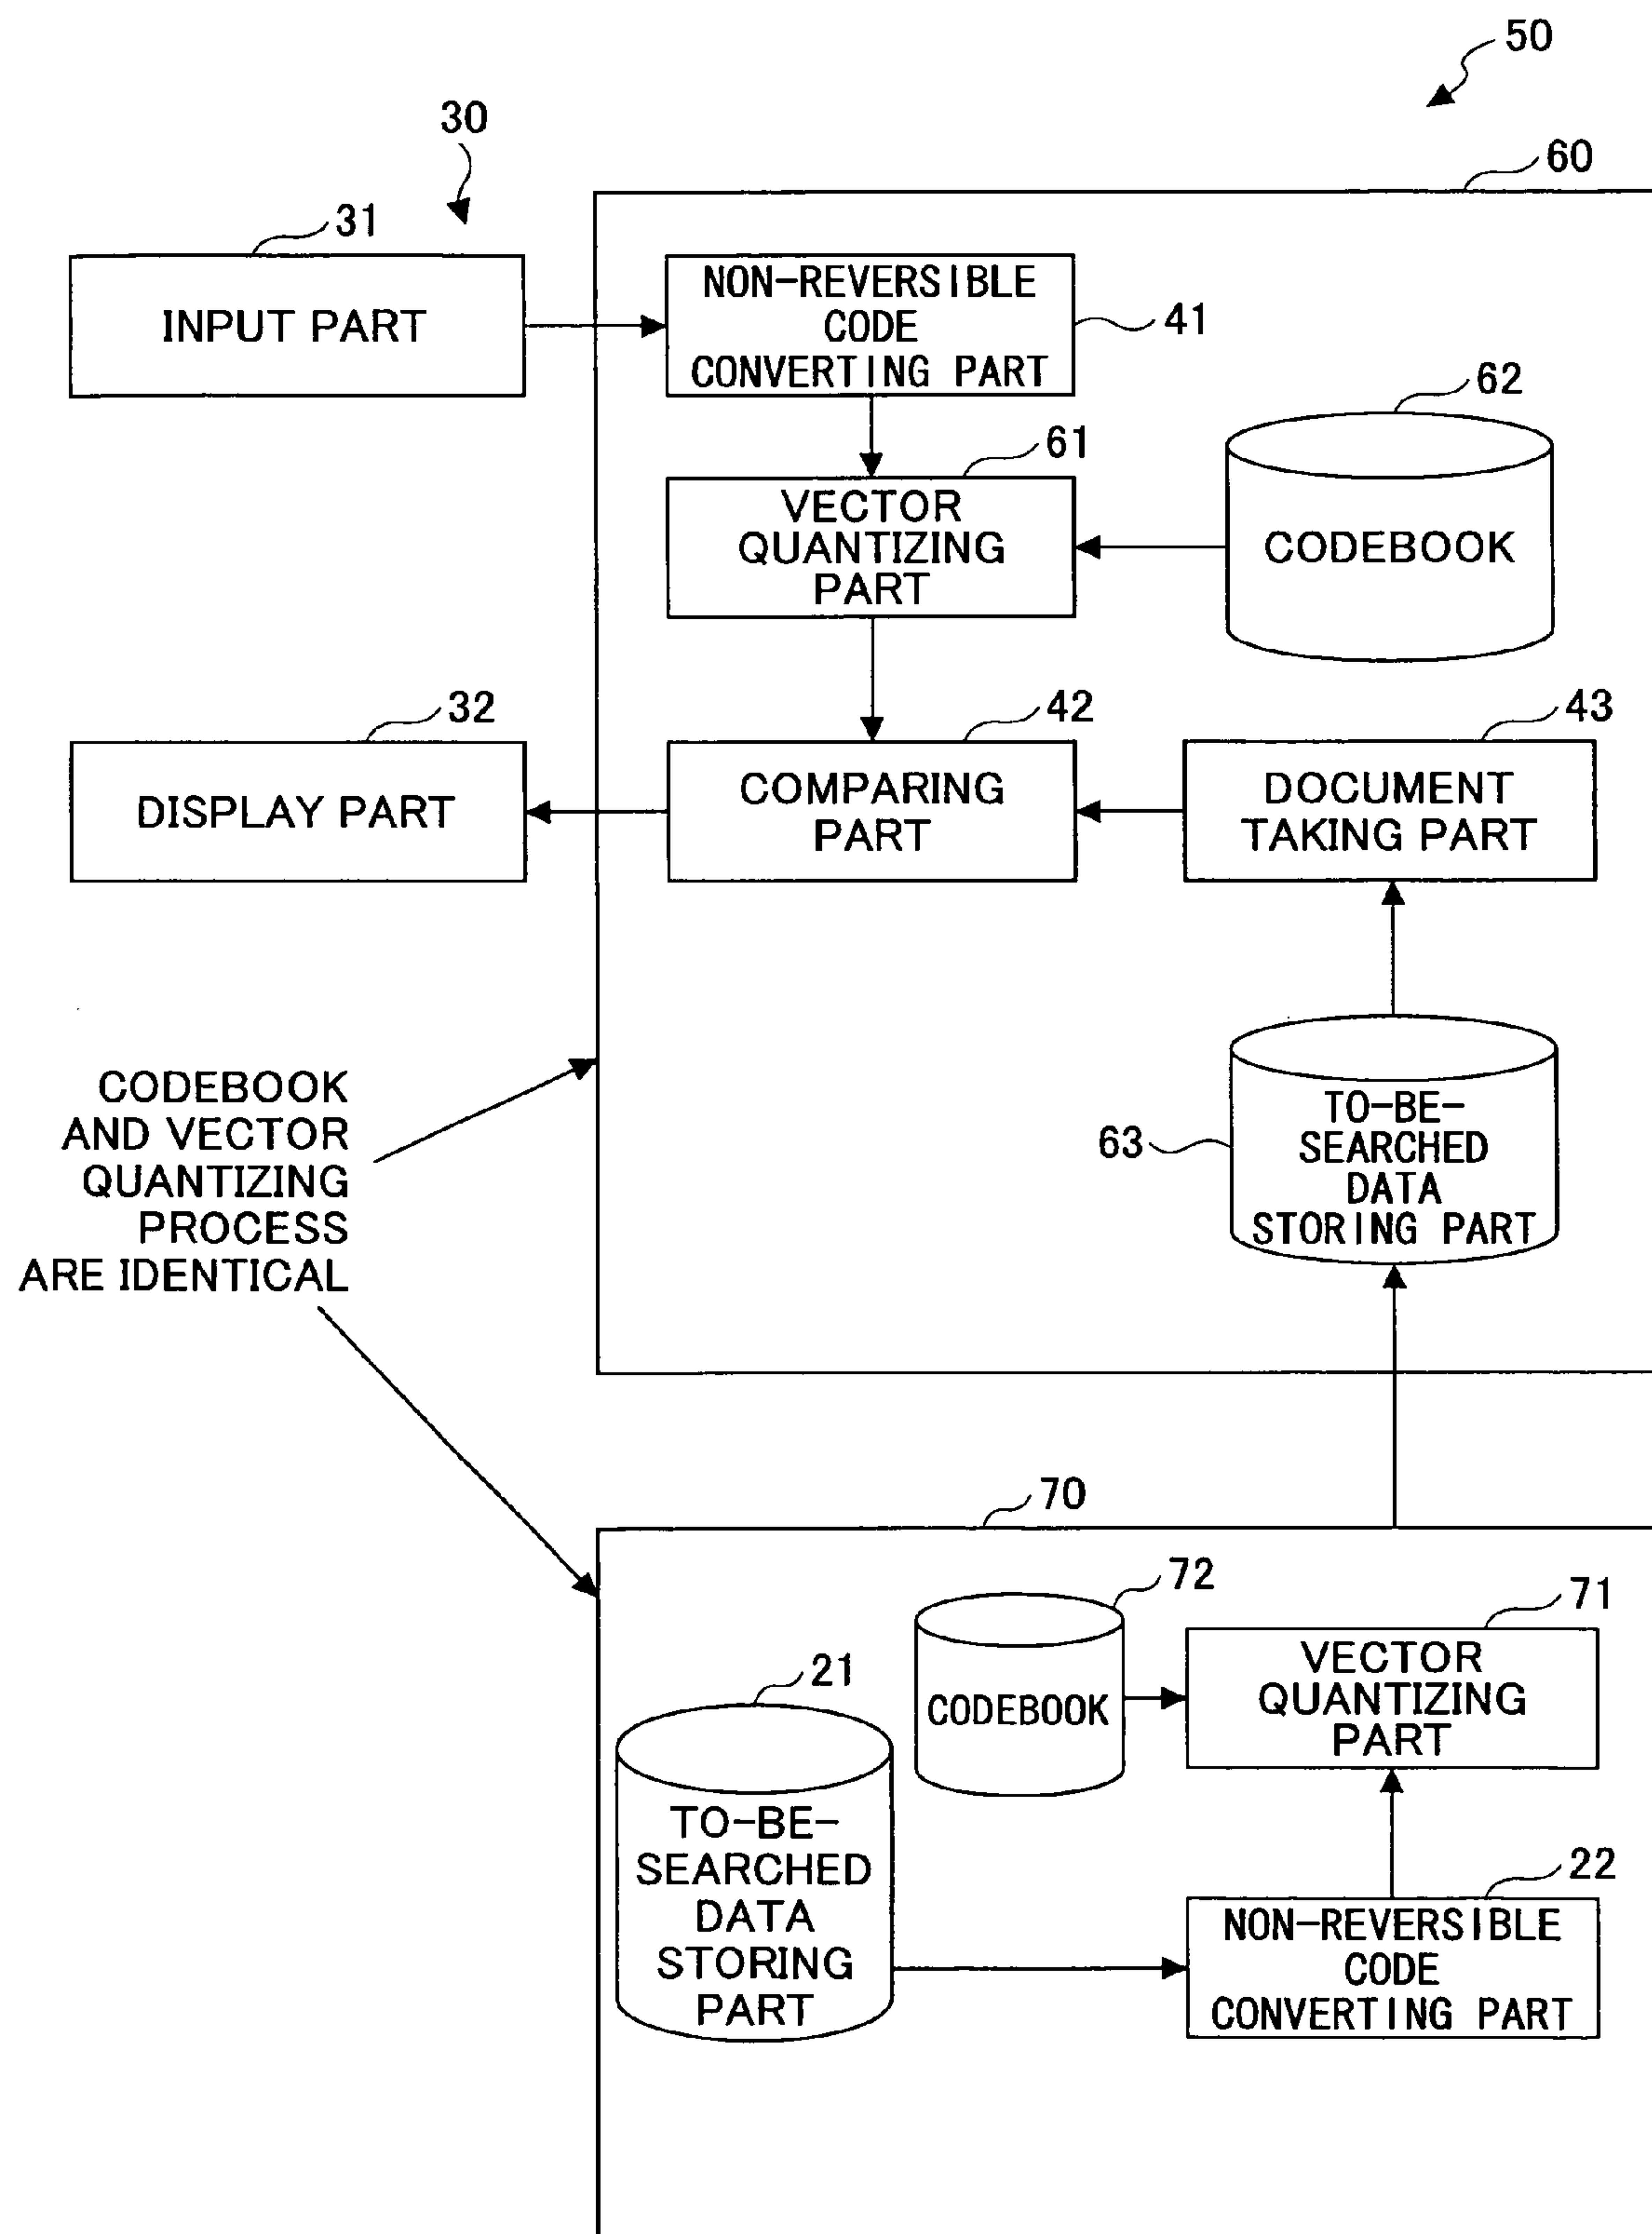 50
30
60
31
INPUT PART
NON-REVERSIBLE
CODE
CONVERTING PART
41
62
61
VECTOR
QUANTIZING
PART
CODEBOOK
32
42
43
DISPLAY PART
COMPARING
PART
DOCUMENT
TAKING PART
CODEBOOK
AND VECTOR
QUANTIZING
PROCESS
ARE IDENTICAL
63
TO-BE-
SEARCHED
DATA
STORING PART
70
72
71
21
CODEBOOK
VECTOR
QUANTIZING
PART
TO-BE-
SEARCHED
DATA
STORING
PART
22
NON-REVERSIBLE
CODE
CONVERTING PART